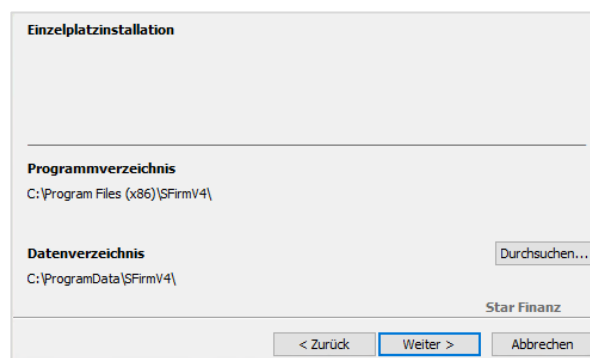 Einzelplatzinstallation
Programmverzeichnis
C:\Program Files (x86)\SFirmV4\
Datenverzeichnis
Durchsuchen...
C:\ProgramData\SFirmV4\
Star Finanz
< Zurück
Weiter >
Abbrechen